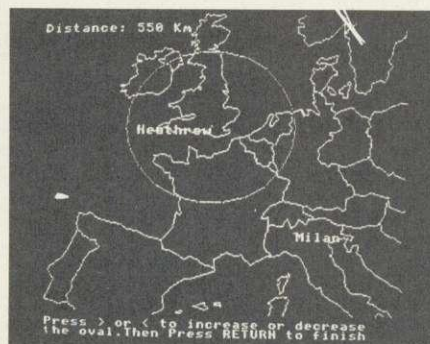 Distance: 550 Km
Heathrow
Milan
Press > or < to increase or decrease
the oval.Then Press RETURN to finish